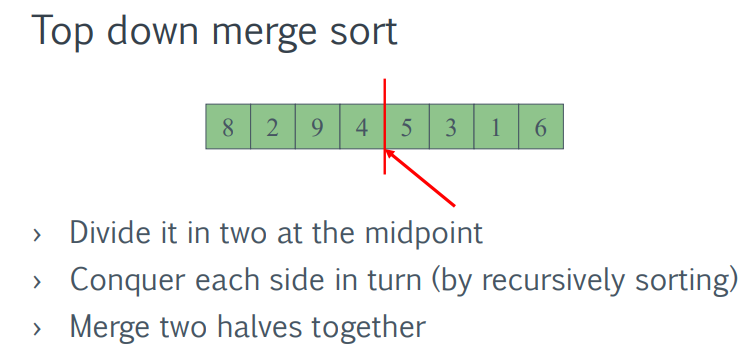 Top down merge sort
8 2 9 4 5 3 1 6
› Divide it in two at the midpoint
› Conquer each side in turn (by recursively sorting)
› Merge two halves together